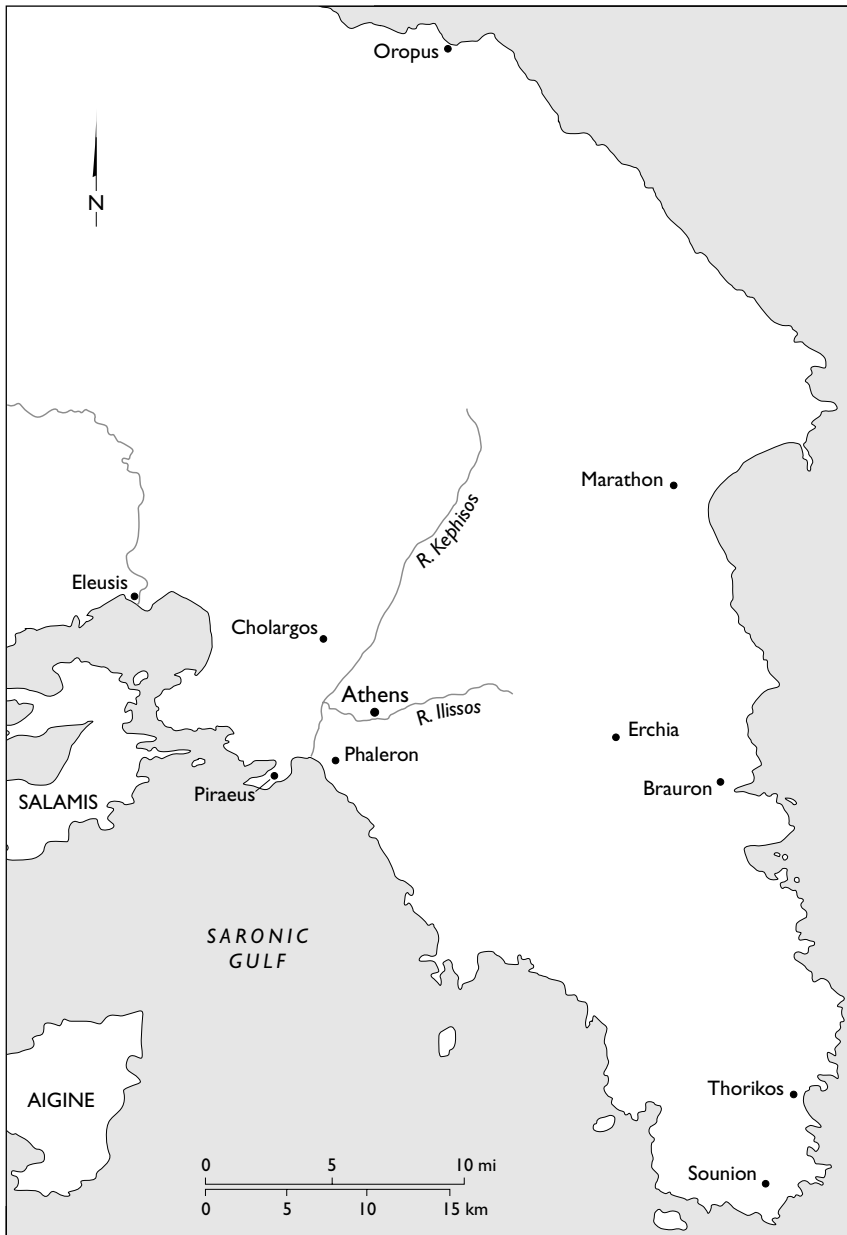 Oropus
N
Marathon
R. Kephisos
Eleusis
Cholargos
Athens
R. Ilissos
Erchia
Phaleron
Brauron
Piraeus
SALAMIS
SARONIC
GULF
Thorikos
AIGINE
Sounion
0 5 10 mi
0 5 10 15 km